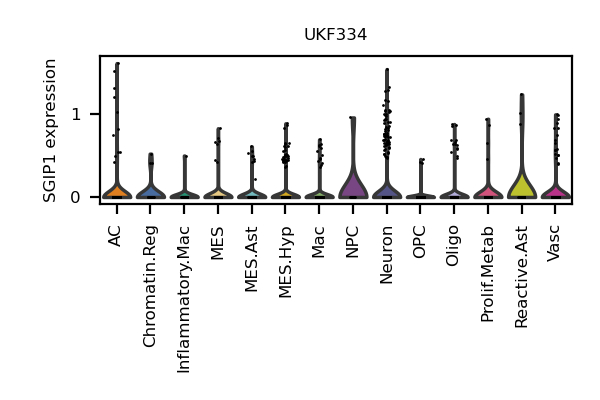 UKF334
SGIP1 expression
1
0
AC
Chromatin.Reg
Inflammatory.Mac
MES
MES.Ast
MES.Hyp
Mac
NPC
Neuron
OPC
Oligo
Prolif.Metab
Reactive.Ast
Vasc